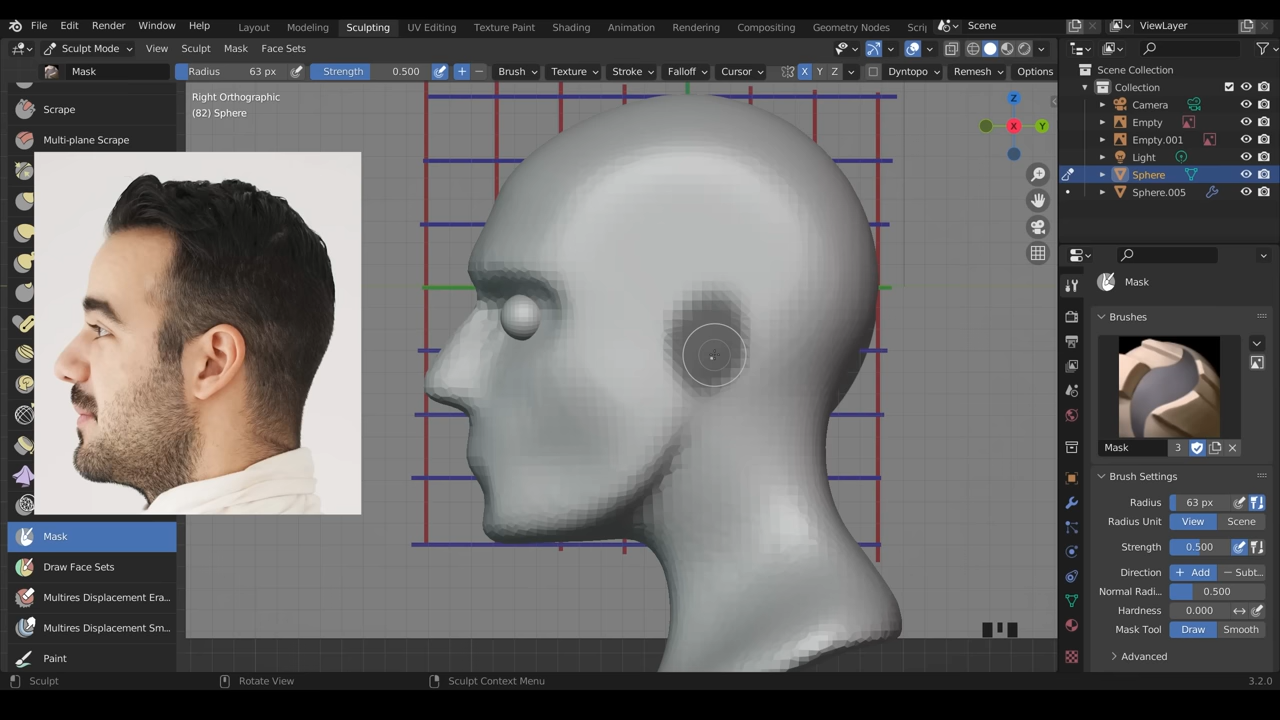 File Edit Render Window Help Layout Modeling Sculpting UV Editing Texture Paint Shading Animation Rendering Compositing Geometry Nodes Scrip Scene ViewLayer
Sculpt Mode View Sculpt Mask Face Sets
Mask Radius 63 px Strength 0.500 Brush Texture Stroke Falloff Cursor X Y Z Dyntopo Remesh Options
Scrape
Multi-plane Scrape
Mask
Draw Face Sets
Multires Displacement Era...
Multires Displacement Sm...
Paint
Right Orthographic
(82) Sphere
Z
X
Y
Scene Collection
Collection
Camera
Empty
Empty.001
Light
Sphere
Sphere.005
Mask
Brushes
Mask 3
Brush Settings
Radius 63 px
Radius Unit View Scene
Strength 0.500
Direction + Add − Subt...
Normal Radi... 0.500
Hardness 0.000
Mask Tool Draw Smooth
Advanced
Sculpt Rotate View Sculpt Context Menu 3.2.0